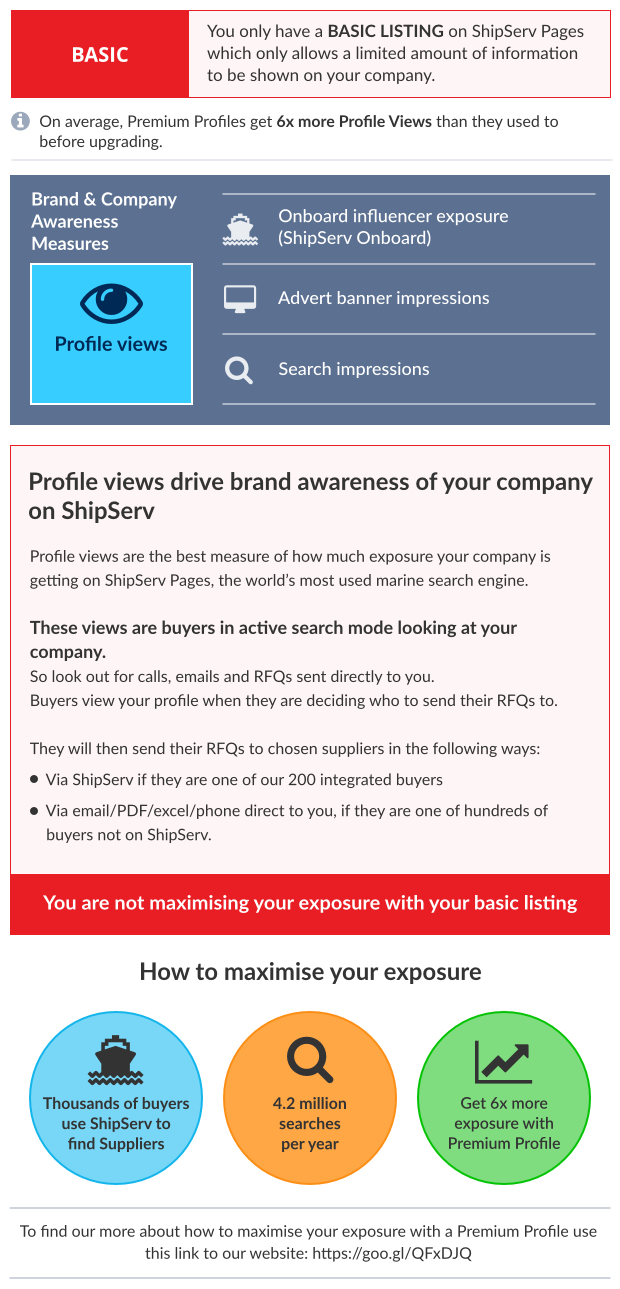 BASIC
You only have a BASIC LISTING on ShipServ Pages
which only allows a limited amount of information
to be shown on your company.
On average, Premium Profiles get 6x more Profile Views than they used to
before upgrading.
Brand & Company
Awareness
Measures
Profile views
Onboard influencer exposure
(ShipServ Onboard)
Advert banner impressions
Search impressions
Profile views drive brand awareness of your company
on ShipServ
Profile views are the best measure of how much exposure your company is
getting on ShipServ Pages, the world's most used marine search engine.
These views are buyers in active search mode looking at your
company.
So look out for calls, emails and RFQs sent directly to you.
Buyers view your profile when they are deciding who to send their RFQs to.
They will then send their RFQs to chosen suppliers in the following ways:
• Via ShipServ if they are one of our 200 integrated buyers
• Via email/PDF/excel/phone direct to you, if they are one of hundreds of
buyers not on ShipServ.
You are not maximising your exposure with your basic listing
How to maximise your exposure
Thousands of buyers
use ShipServ to
find Suppliers
4.2 million
searches
per year
Get 6x more
exposure with
Premium Profile
To find our more about how to maximise your exposure with a Premium Profile use
this link to our website: https://goo.gl/QFxDJQ